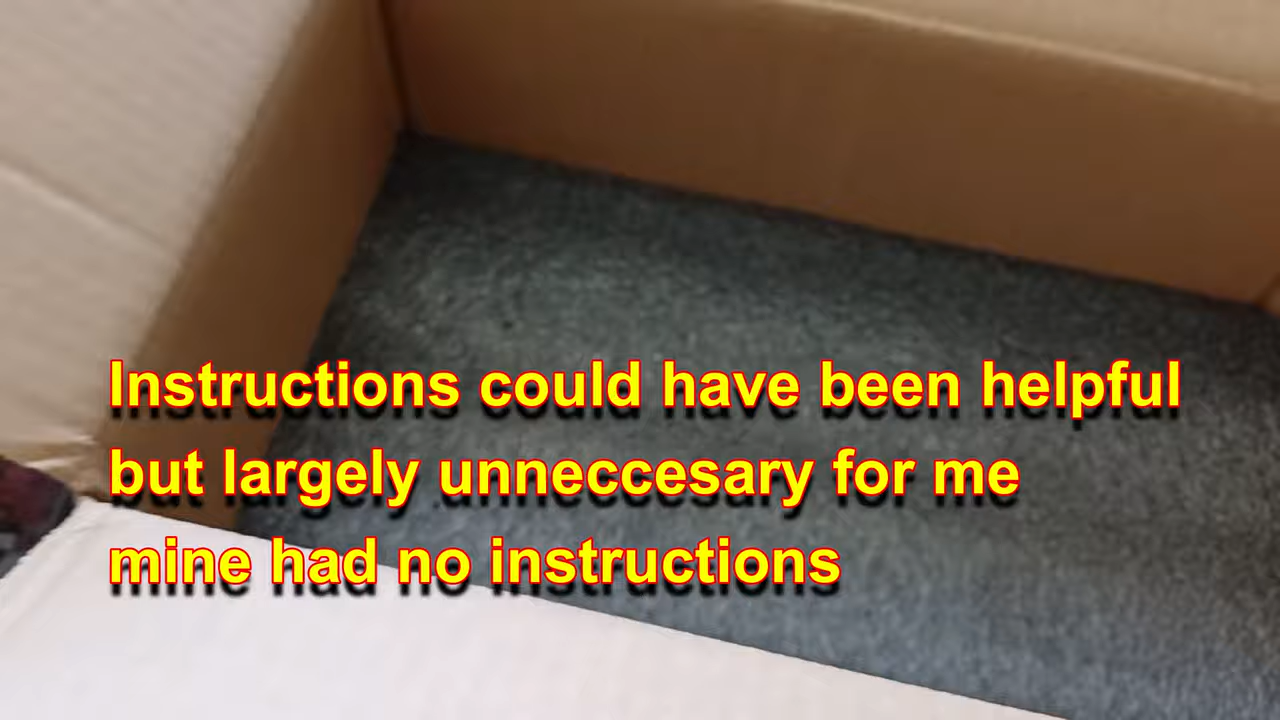 Instructions could have been helpful
but largely unneccesary for me
mine had no instructions